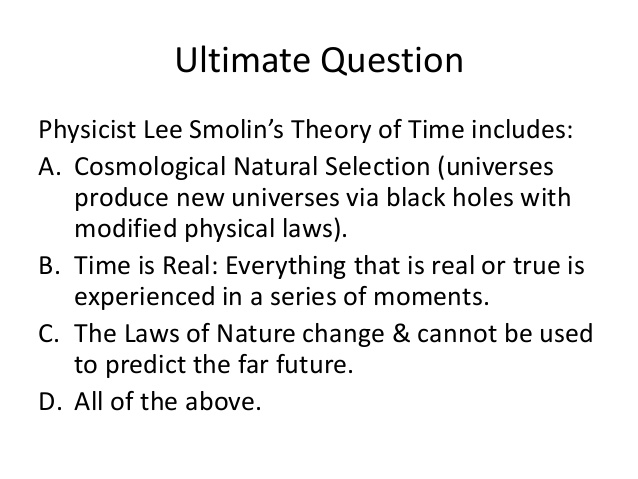 Ultimate Question
Physicist Lee Smolin’s Theory of Time includes:
A. Cosmological Natural Selection (universes
produce new universes via black holes with
modified physical laws).
B. Time is Real: Everything that is real or true is
experienced in a series of moments.
C. The Laws of Nature change & cannot be used
to predict the far future.
D. All of the above.